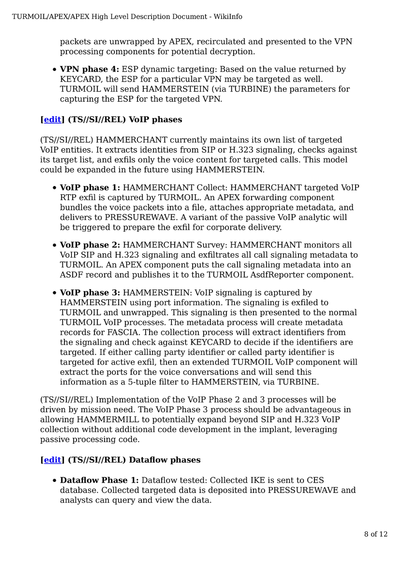 TURMOIL/APEX/APEX High Level Description Document - WikiInfo
packets are unwrapped by APEX, recirculated and presented to the VPN
processing components for potential decryption.
• VPN phase 4: ESP dynamic targeting: Based on the value returned by
KEYCARD, the ESP for a particular VPN may be targeted as well.
TURMOIL will send HAMMERSTEIN (via TURBINE) the parameters for
capturing the ESP for the targeted VPN.
[edit] (TS//SI//REL) VoIP phases
(TS//SI//REL) HAMMERCHANT currently maintains its own list of targeted
VoIP entities. It extracts identities from SIP or H.323 signaling, checks against
its target list, and exfils only the voice content for targeted calls. This model
could be expanded in the future using HAMMERSTEIN.
• VoIP phase 1: HAMMERCHANT Collect: HAMMERCHANT targeted VoIP
RTP exfil is captured by TURMOIL. An APEX forwarding component
bundles the voice packets into a file, attaches appropriate metadata, and
delivers to PRESSUREWAVE. A variant of the passive VoIP analytic will
be triggered to prepare the exfil for corporate delivery.
• VoIP phase 2: HAMMERCHANT Survey: HAMMERCHANT monitors all
VoIP SIP and H.323 signaling and exfiltrates all call signaling metadata to
TURMOIL. An APEX component puts the call signaling metadata into an
ASDF record and publishes it to the TURMOIL AsdfReporter component.
• VoIP phase 3: HAMMERSTEIN: VoIP signaling is captured by
HAMMERSTEIN using port information. The signaling is exfiled to
TURMOIL and unwrapped. This signaling is then presented to the normal
TURMOIL VoIP processes. The metadata process will create metadata
records for FASCIA. The collection process will extract identifiers from
the signaling and check against KEYCARD to decide if the identifiers are
targeted. If either calling party identifier or called party identifier is
targeted for active exfil, then an extended TURMOIL VoIP component will
extract the ports for the voice conversations and will send this
information as a 5-tuple filter to HAMMERSTEIN, via TURBINE.
(TS//SI//REL) Implementation of the VoIP Phase 2 and 3 processes will be
driven by mission need. The VoIP Phase 3 process should be advantageous in
allowing HAMMERMILL to potentially expand beyond SIP and H.323 VoIP
collection without additional code development in the implant, leveraging
passive processing code.
[edit] (TS//SI//REL) Dataflow phases
• Dataflow Phase 1: Dataflow tested: Collected IKE is sent to CES
database. Collected targeted data is deposited into PRESSUREWAVE and
analysts can query and view the data.
8 of 12